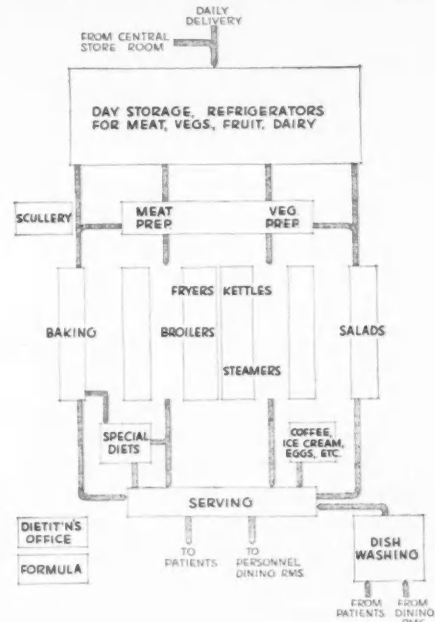 DAILY
DELIVERY
FROM CENTRAL
STORE ROOM
DAY STORAGE, REFRIGERATORS
FOR MEAT, VEGS, FRUIT, DAIRY
SCULLERY
MEAT
PREP.
VEG.
PREP.
FRYERS
KETTLES
BAKING
BROILERS
SALADS
STEAMERS
SPECIAL
DIETS
COFFEE,
ICE CREAM,
EGGS, ETC.
SERVING
DIETIT'N'S
OFFICE
TO
PATIENTS
TO
PERSONNEL
DINING RMS.
DISH
WASHING
FORMULA
FROM
PATIENTS
FROM
DINING
RMS